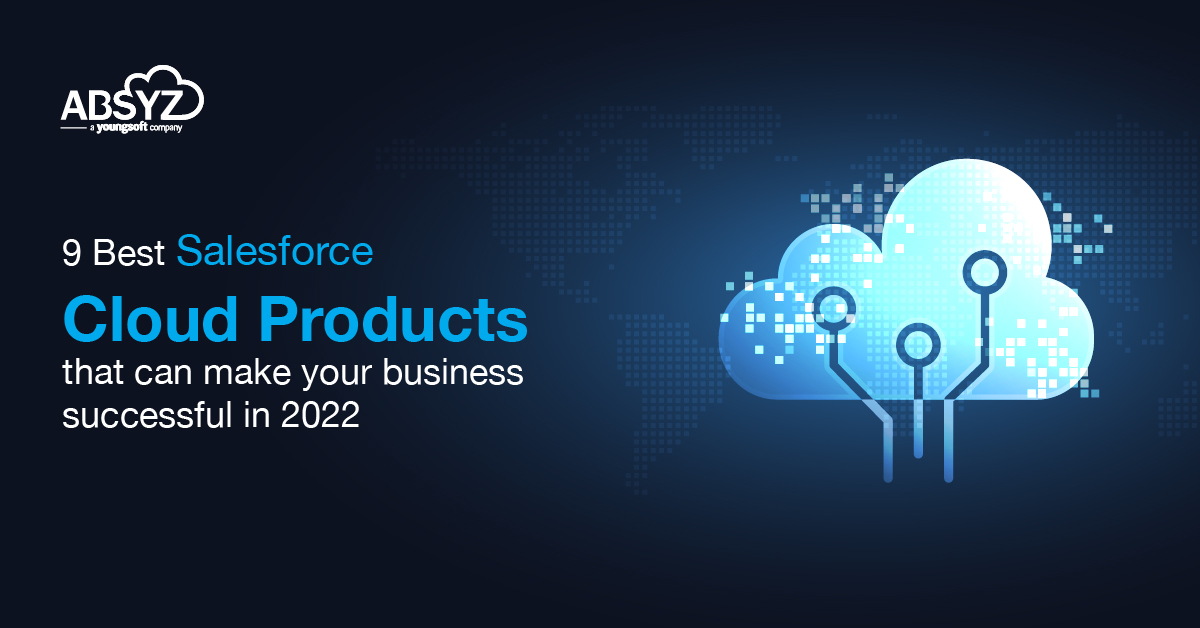 ABSYZ
a youngsoft company
9 Best Salesforce
Cloud Products
that can make your business
successful in 2022